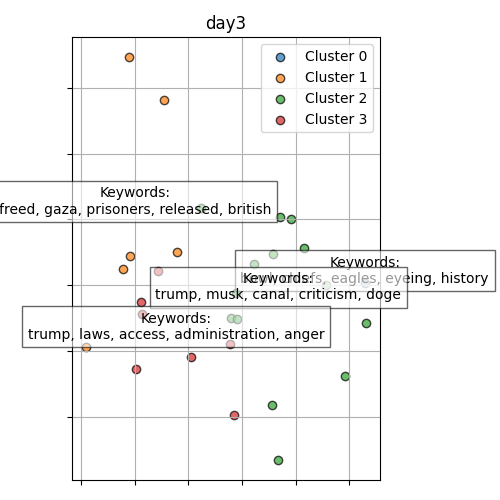 day3
Cluster 0
Cluster 1
Cluster 2
Cluster 3
Keywords:
freed, gaza, prisoners, released, british
Keywords:
eagles, eyeing, history
Keywords:
trump, musk, canal, criticism, doge
Keywords:
trump, laws, access, administration, anger